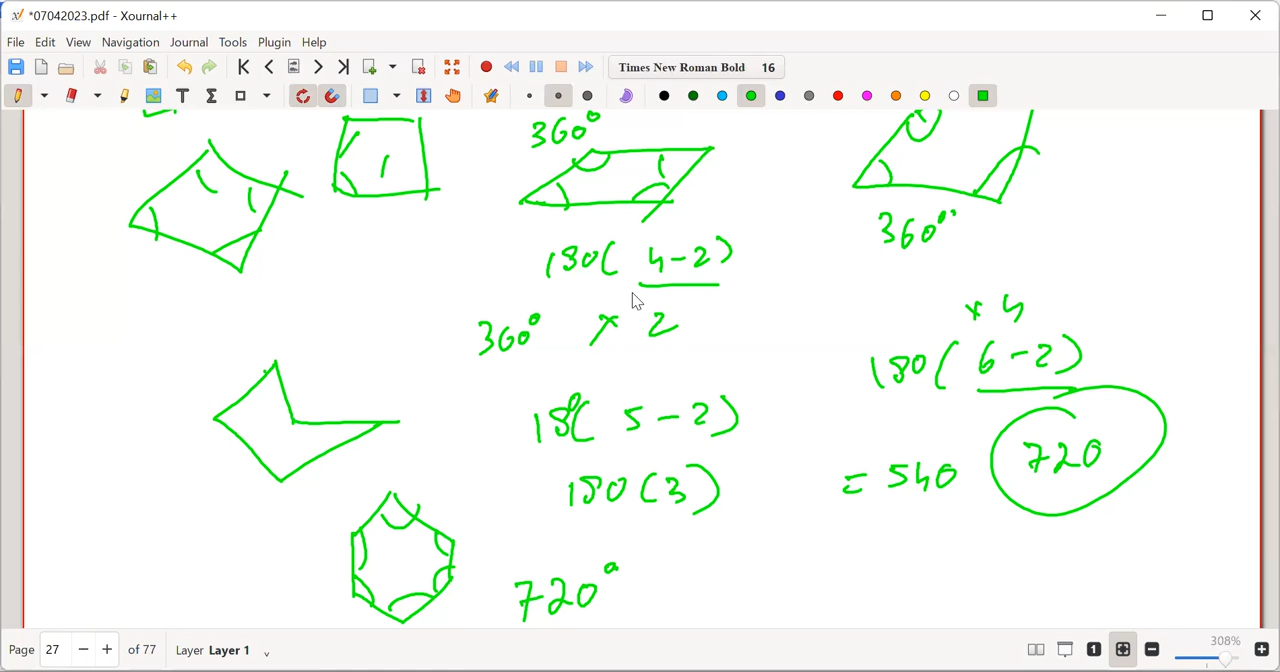 *07042023.pdf - Xournal++
File Edit View Navigation Journal Tools Plugin Help
Times New Roman Bold 16
360°
360°
180( 4-2)
360° × 2
× 4
180( 6-2)
180( 5-2)
180(3)
= 540
720
720°
Page 27 of 77 Layer Layer 1
308%